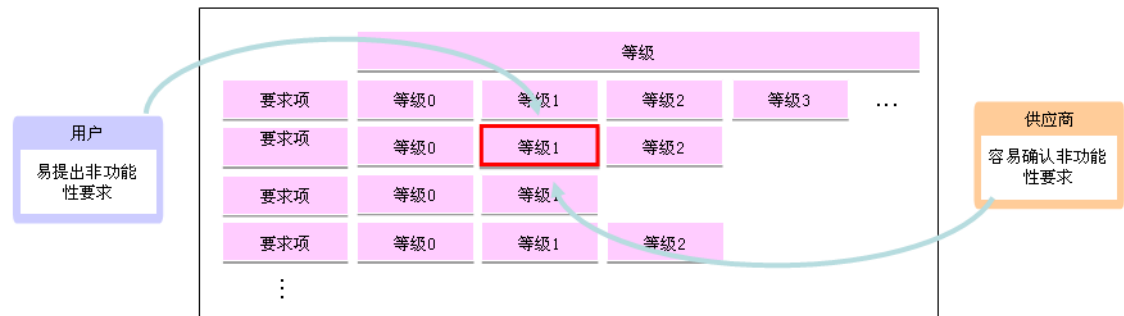 等级
要求项 等级0 等级1 等级2 等级3 ...
要求项 等级0 等级1 等级2
要求项 等级0 等级1
要求项 等级0 等级1 等级2
⋮
用户
易提出非功能
性要求
供应商
容易确认非功能
性要求